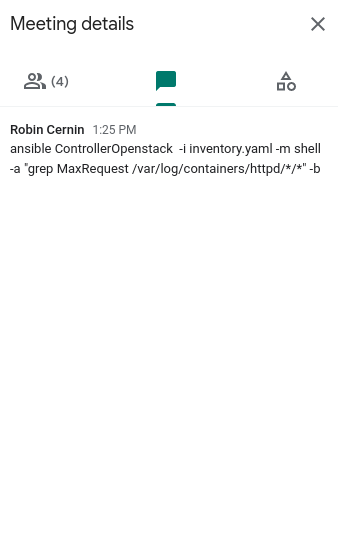 Meeting details
(4)
Robin Cernin 1:25 PM
ansible ControllerOpenstack -i inventory.yaml -m shell
-a "grep MaxRequest /var/log/containers/httpd/*/*" -b